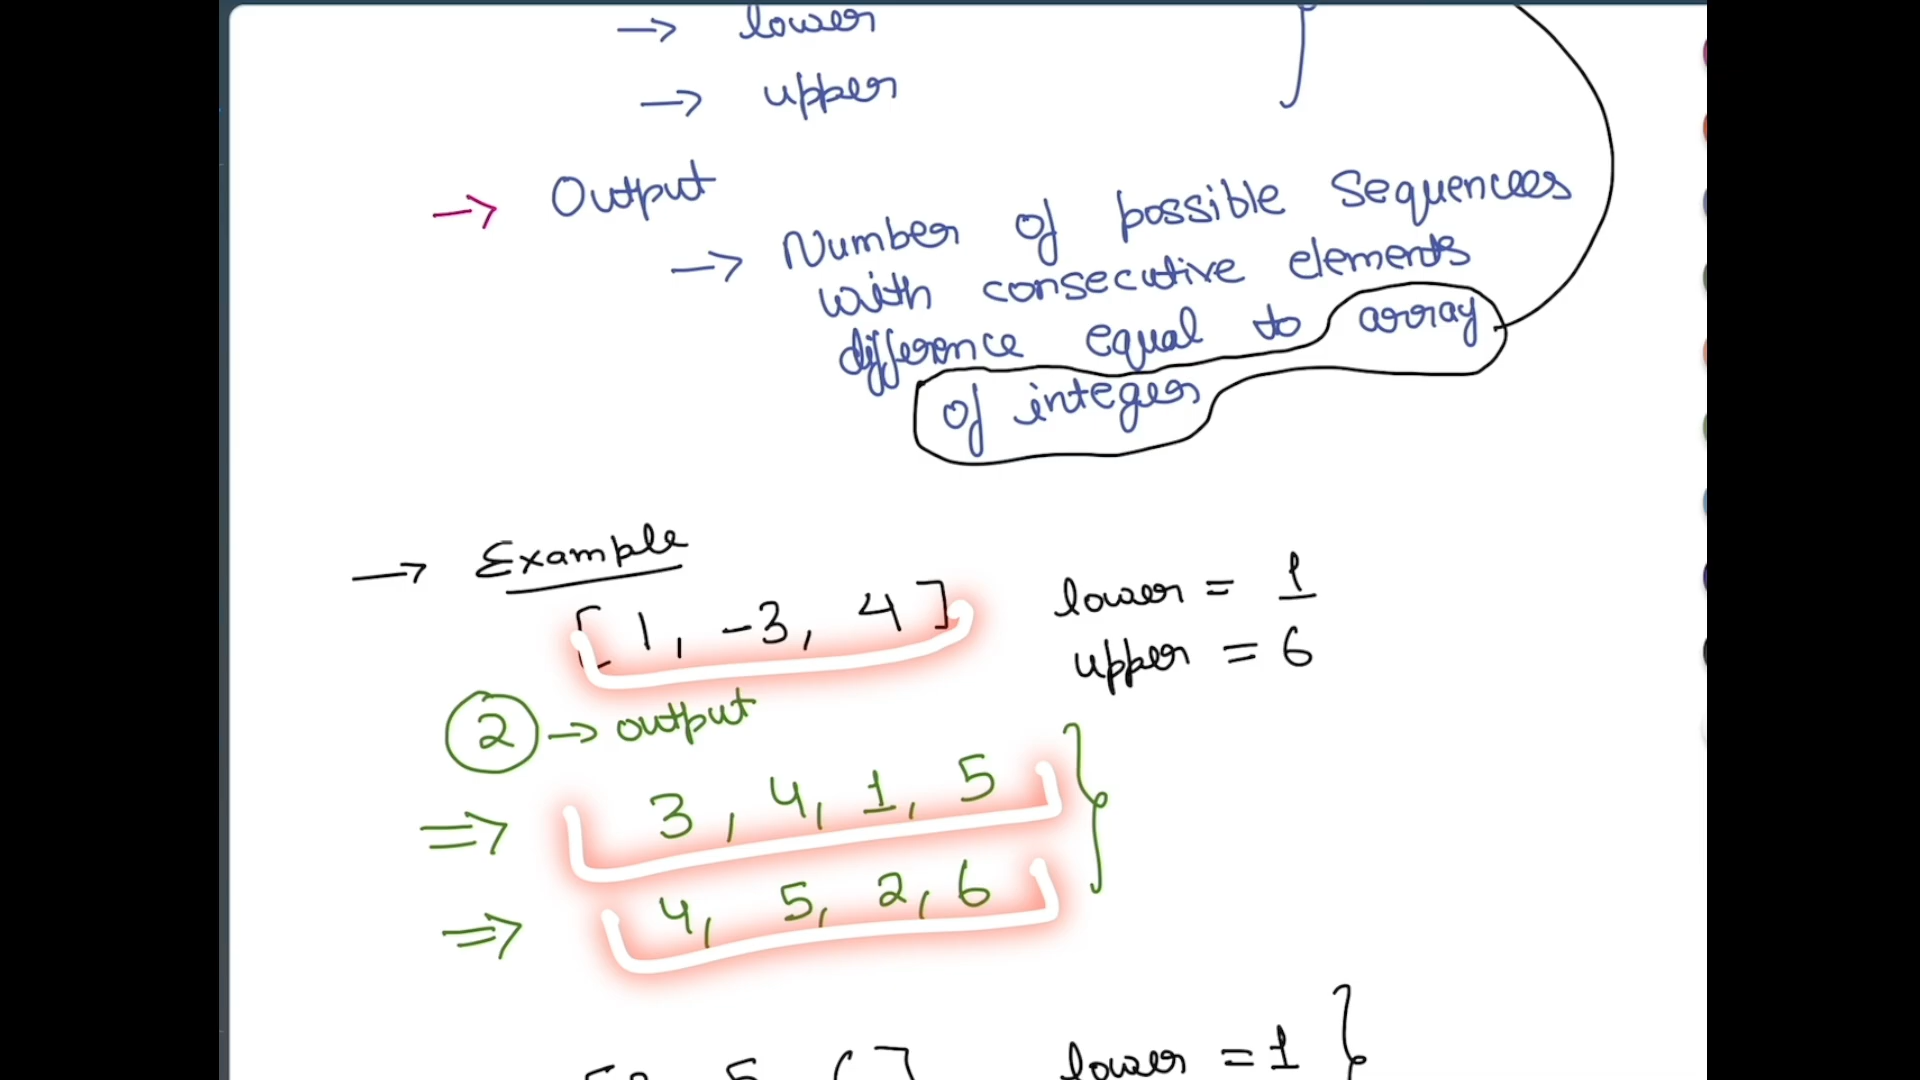 → lower
→ upper
→ Output
→ Number of possible Sequencees
with consecutive elements
difference equal to array
of integers
→ Example
[1, -3, 4] lower = 1
upper = 6
2 → output
⇒ 3, 4, 1, 5
⇒ 4, 5, 2, 6
lower = 1